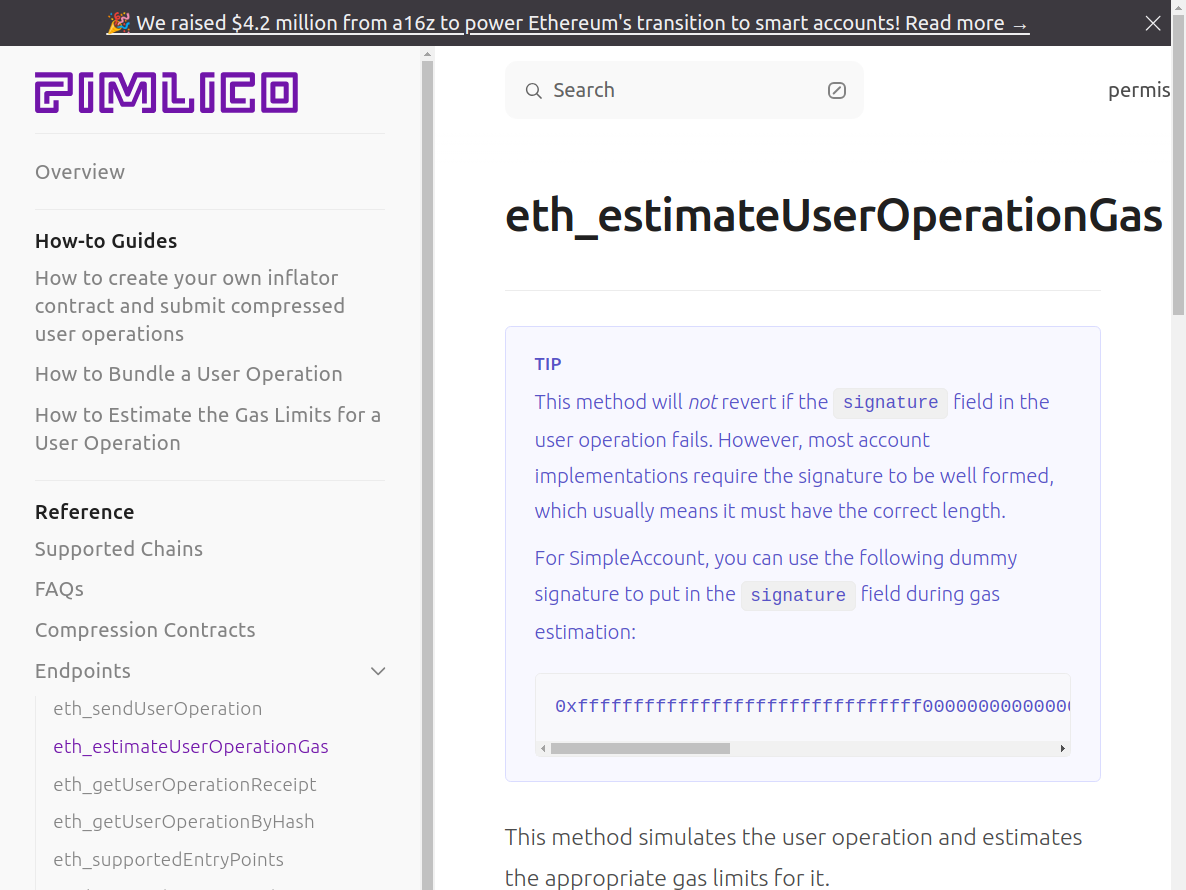 🎉 We raised $4.2 million from a16z to power Ethereum's transition to smart accounts! Read more →
PIMLICO
Overview
How-to Guides
How to create your own inflator
contract and submit compressed
user operations
How to Bundle a User Operation
How to Estimate the Gas Limits for a
User Operation
Reference
Supported Chains
FAQs
Compression Contracts
Endpoints
eth_sendUserOperation
eth_estimateUserOperationGas
eth_getUserOperationReceipt
eth_getUserOperationByHash
eth_supportedEntryPoints
Search
permis
eth_estimateUserOperationGas
TIP
This method will not revert if the signature field in the
user operation fails. However, most account
implementations require the signature to be well formed,
which usually means it must have the correct length.
For SimpleAccount, you can use the following dummy
signature to put in the signature field during gas
estimation:
0xfffffffffffffffffffffffffffffff00000000000000
This method simulates the user operation and estimates
the appropriate gas limits for it.